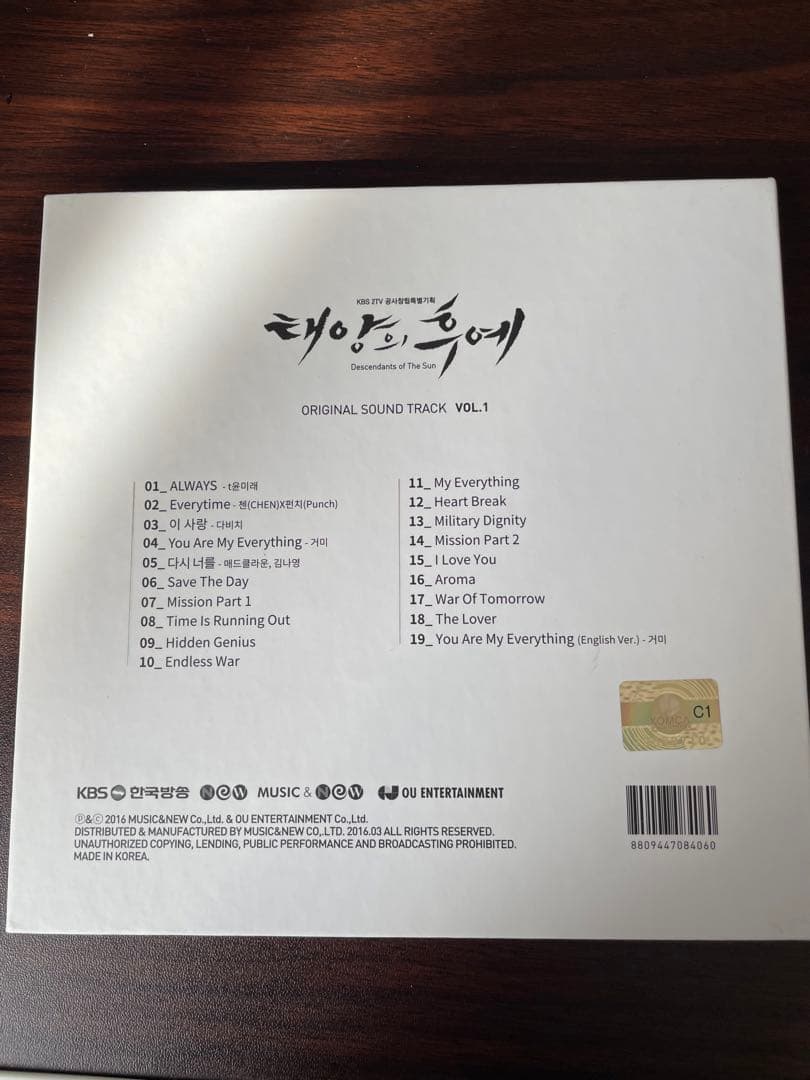 KBS 2TV 공사창립특별기획
태양의 후예
Descendants of The Sun
ORIGINAL SOUND TRACK VOL.1
01_ ALWAYS - t윤미래
02_ Everytime - 첸(CHEN)X펀치(Punch)
03_ 이 사랑 - 다비치
04_ You Are My Everything - 거미
05_ 다시 너를 - 매드클라운, 김나영
06_ Save The Day
07_ Mission Part 1
08_ Time Is Running Out
09_ Hidden Genius
10_ Endless War
11_ My Everything
12_ Heart Break
13_ Military Dignity
14_ Mission Part 2
15_ I Love You
16_ Aroma
17_ War Of Tomorrow
18_ The Lover
19_ You Are My Everything (English Ver.) - 거미
KOMCA C1
KBS 한국방송 NEW MUSIC & NEW OU ENTERTAINMENT
Ⓟ&ⓒ 2016 MUSIC&NEW Co.,Ltd. & OU ENTERTAINMENT Co.,Ltd.
DISTRIBUTED & MANUFACTURED BY MUSIC&NEW CO,.LTD. 2016.03 ALL RIGHTS RESERVED.
UNAUTHORIZED COPYING, LENDING, PUBLIC PERFORMANCE AND BROADCASTING PROHIBITED.
MADE IN KOREA.
8809447084060